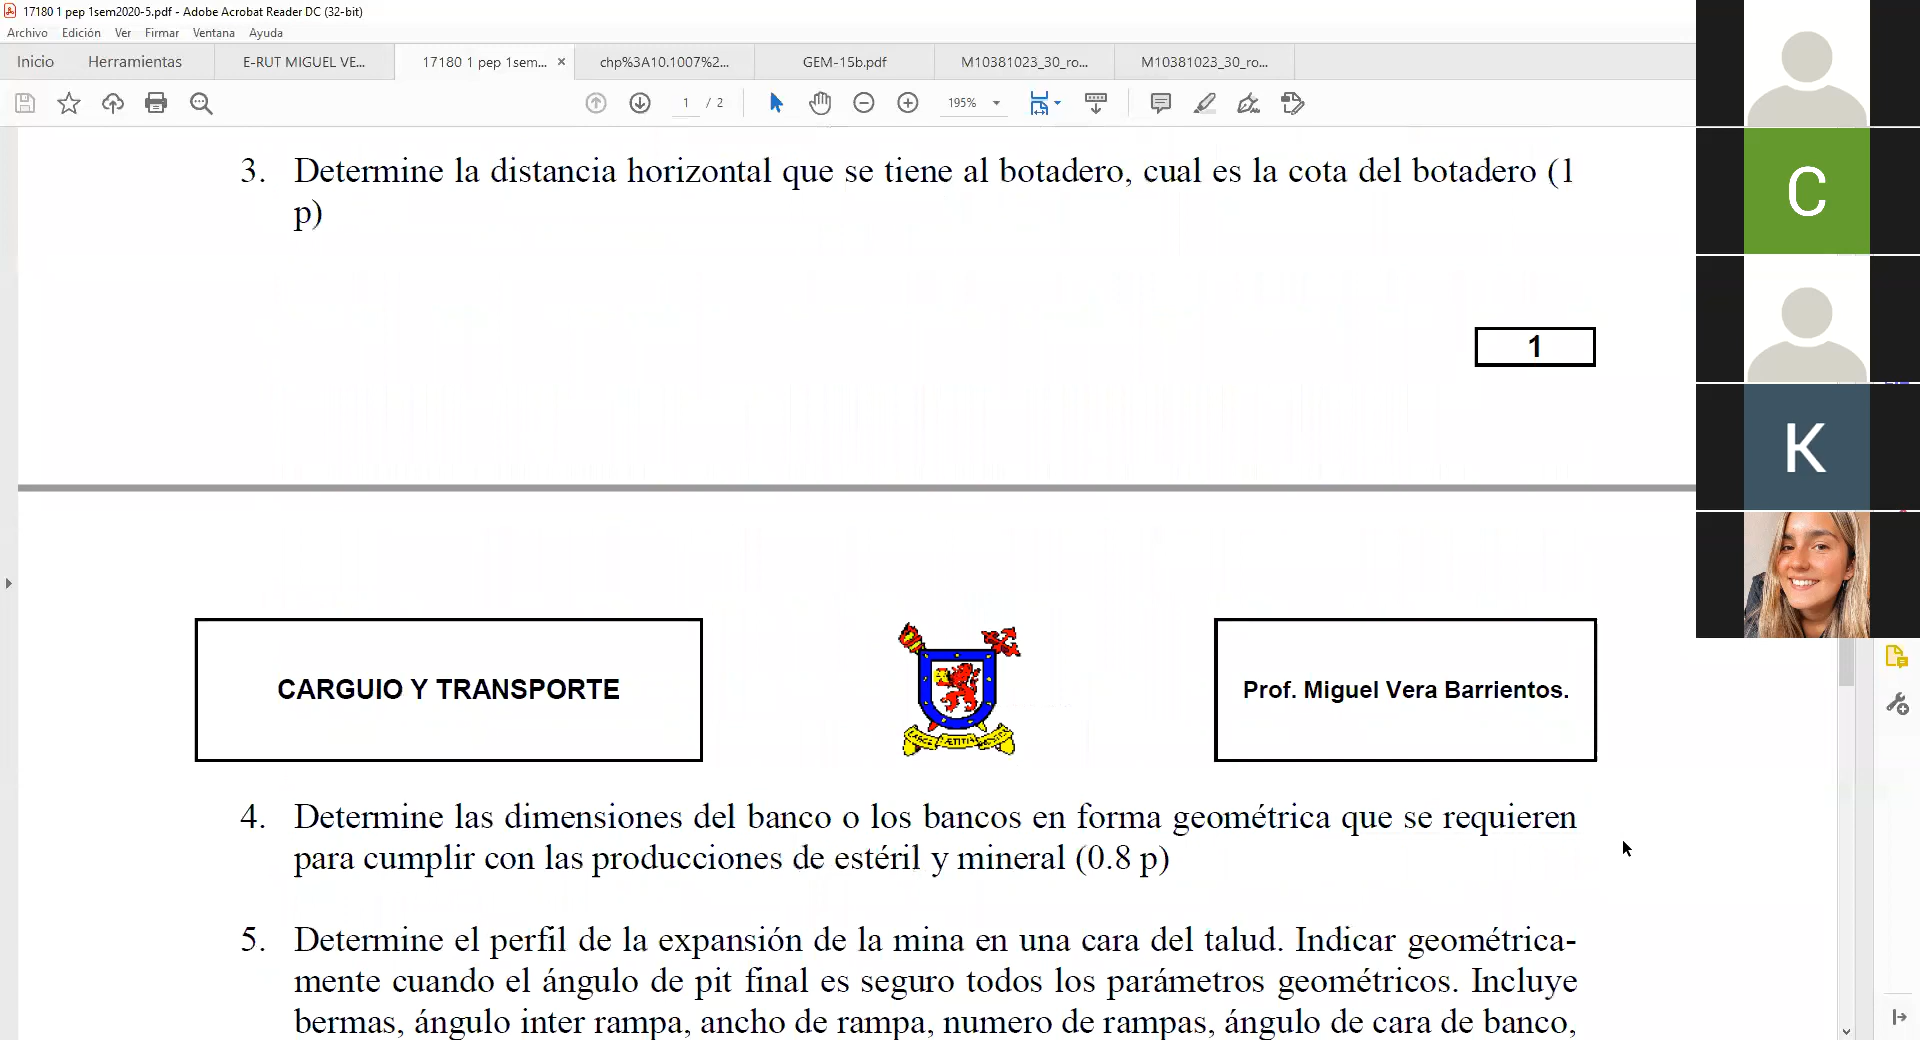 17180 1 pep 1sem2020-5.pdf - Adobe Acrobat Reader DC (32-bit)
Archivo Edición Ver Firmar Ventana Ayuda
Inicio Herramientas E-RUT MIGUEL VE... 17180 1 pep 1sem... × chp%3A10.1007%2... GEM-15b.pdf M10381023_30_ro... M10381023_30_ro...
1 / 2 195%
3. Determine la distancia horizontal que se tiene al botadero, cual es la cota del botadero (1
p)
1
C
K
CARGUIO Y TRANSPORTE
Prof. Miguel Vera Barrientos.
4. Determine las dimensiones del banco o los bancos en forma geométrica que se requieren
para cumplir con las producciones de estéril y mineral (0.8 p)
5. Determine el perfil de la expansión de la mina en una cara del talud. Indicar geométrica-
mente cuando el ángulo de pit final es seguro todos los parámetros geométricos. Incluye
bermas, ángulo inter rampa, ancho de rampa, numero de rampas, ángulo de cara de banco,